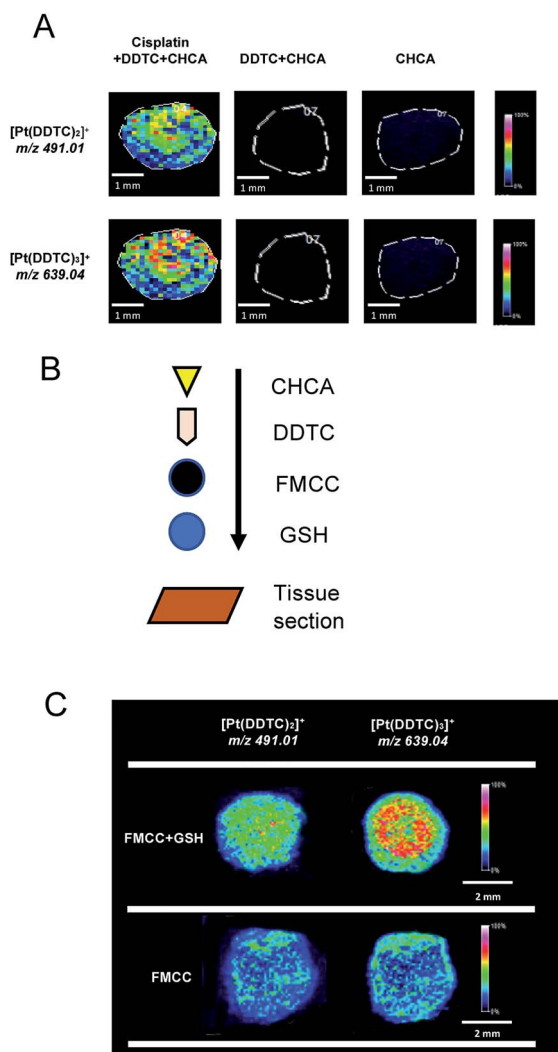 A
Cisplatin
+DDTC+CHCA
DDTC+CHCA
CHCA
[Pt(DDTC)₂]⁺
m/z 491.01
07
07
1 mm
1 mm
1 mm
100%
0%
[Pt(DDTC)₃]⁺
m/z 639.04
07
07
1 mm
1 mm
1 mm
100%
0%
B
CHCA
DDTC
FMCC
GSH
Tissue
section
C
[Pt(DDTC)₂]⁺
m/z 491.01
[Pt(DDTC)₃]⁺
m/z 639.04
FMCC+GSH
100%
0%
2 mm
FMCC
100%
0%
2 mm